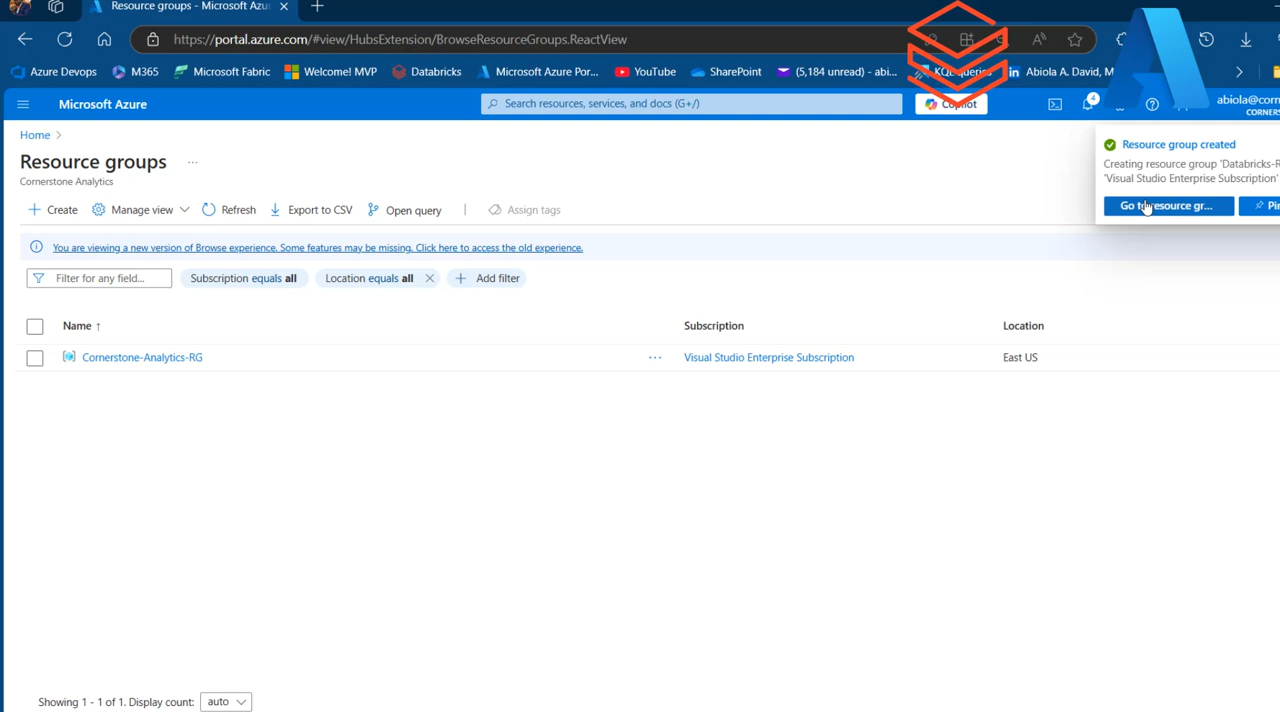 Resource groups - Microsoft Azu
https://portal.azure.com/#view/HubsExtension/BrowseResourceGroups.ReactView
Azure Devops M365 Microsoft Fabric Welcome! MVP Databricks Microsoft Azure Por... YouTube SharePoint (5,184 unread) - abi... KQL queries Abiola A. David, M
Microsoft Azure
Search resources, services, and docs (G+/)
Copilot
4
abiola@cor
CORNERS
Home
Resource groups ...
Cornerstone Analytics
Resource group created
Creating resource group 'Databricks-R
'Visual Studio Enterprise Subscription'
Go to resource gr... Pin
Create Manage view Refresh Export to CSV Open query Assign tags
You are viewing a new version of Browse experience. Some features may be missing. Click here to access the old experience.
Filter for any field... Subscription equals all Location equals all Add filter
Name ↑ Subscription Location
Cornerstone-Analytics-RG ... Visual Studio Enterprise Subscription East US
Showing 1 - 1 of 1. Display count: auto